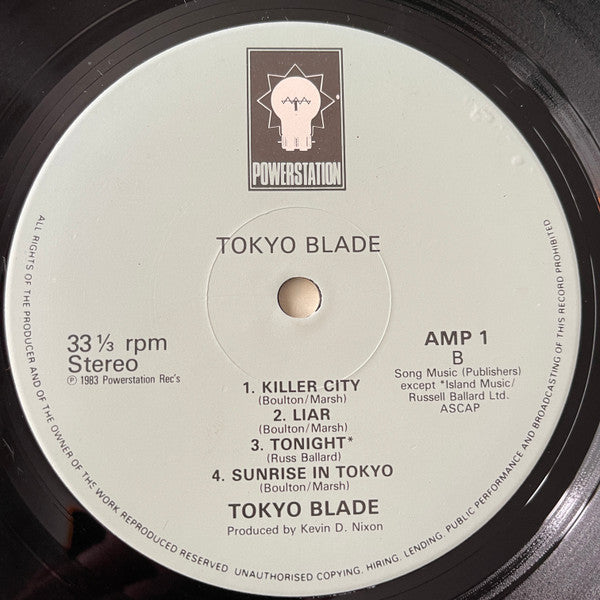 POWERSTATION
TOKYO BLADE
33 ⅓ rpm
Stereo
℗ 1983 Powerstation Rec's
AMP 1
B
Song Music (Publishers)
except *Island Music/
Russell Ballard Ltd.
ASCAP
1. KILLER CITY
(Boulton/Marsh)
2. LIAR
(Boulton/Marsh)
3. TONIGHT*
(Russ Ballard)
4. SUNRISE IN TOKYO
(Boulton/Marsh)
TOKYO BLADE
Produced by Kevin D. Nixon
ALL RIGHTS OF THE PRODUCER AND OF THE OWNER OF THE WORK REPRODUCED RESERVED. UNAUTHORISED COPYING, HIRING, LENDING, PUBLIC PERFORMANCE AND BROADCASTING OF THIS RECORD PROHIBITED